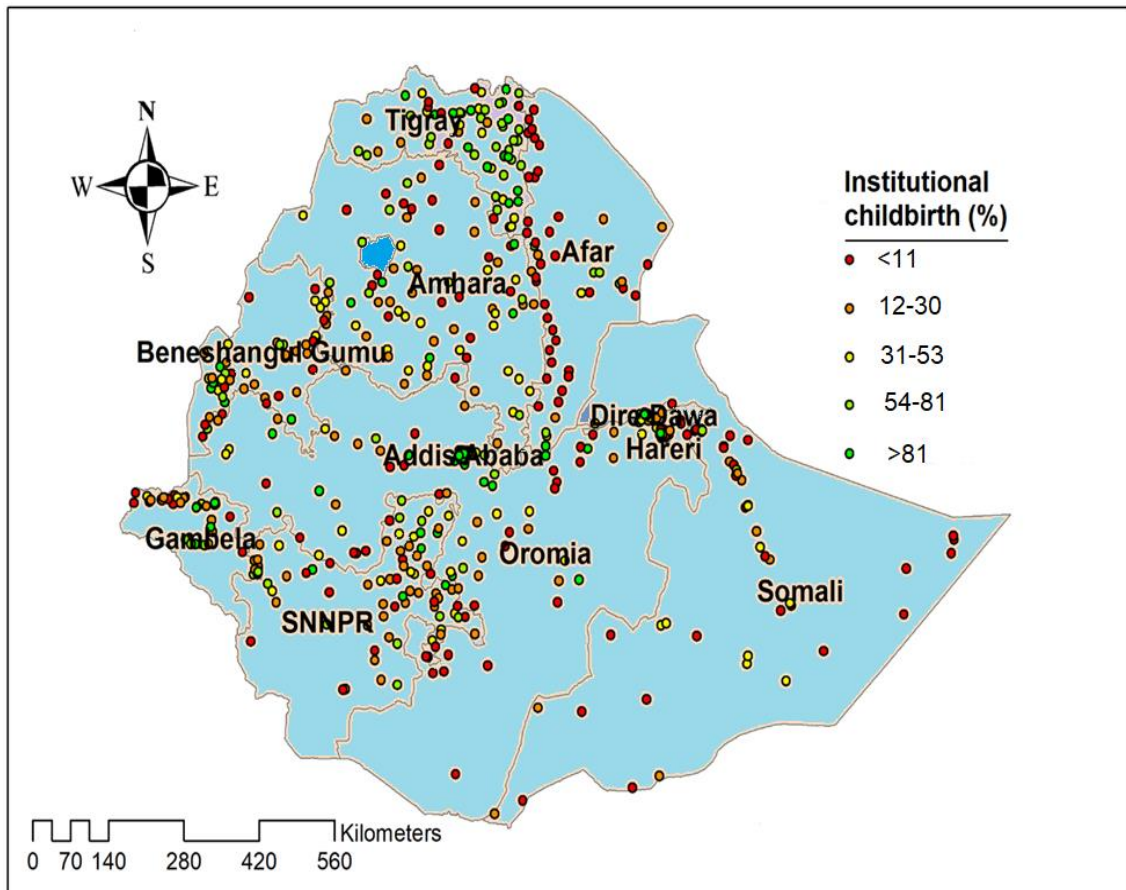 N
W E
S
Tigray
Afar
Amhara
Beneshangul Gumu
Dire Dawa
Hareri
Addis Ababa
Gambela
Oromia
Somali
SNNPR
Institutional
childbirth (%)
<11
12-30
31-53
54-81
>81
Kilometers
0 70 140 280 420 560